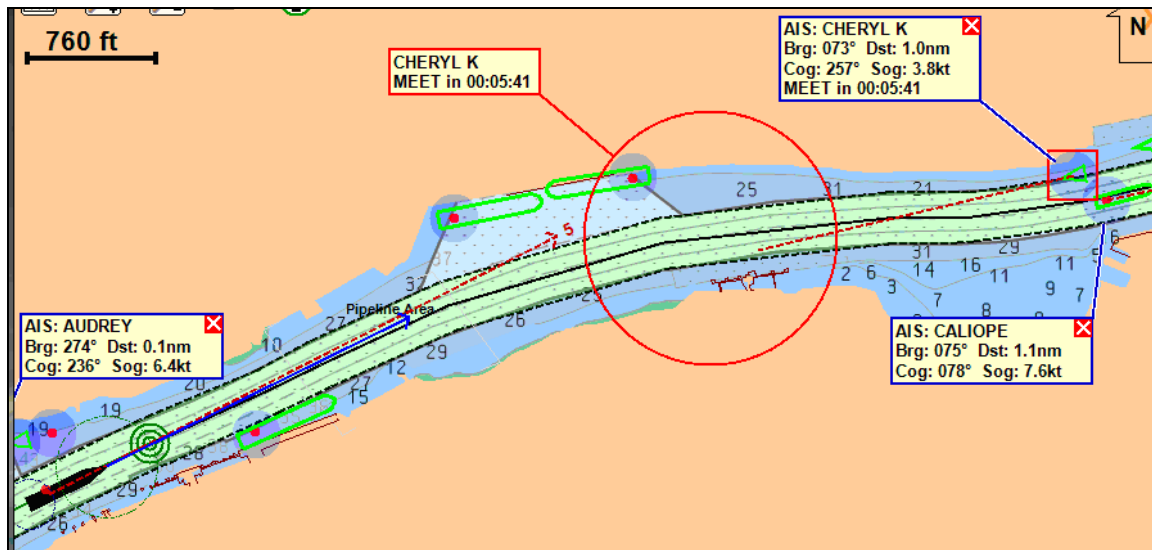 760 ft
CHERYL K
MEET in 00:05:41
AIS: CHERYL K
Brg: 073° Dst: 1.0nm
Cog: 257° Sog: 3.8kt
MEET in 00:05:41
N
25
31
21
5
37
37
Pipeline Area
27
10
20
19
19
AIS: AUDREY
Brg: 274° Dst: 0.1nm
Cog: 236° Sog: 6.4kt
AIS: CALIOPE
Brg: 075° Dst: 1.1nm
Cog: 078° Sog: 7.6kt
6
5
29
31
16
14
11
11
2
6
3
7
8
9
7
25
26
29
12
27
15
28
29
26